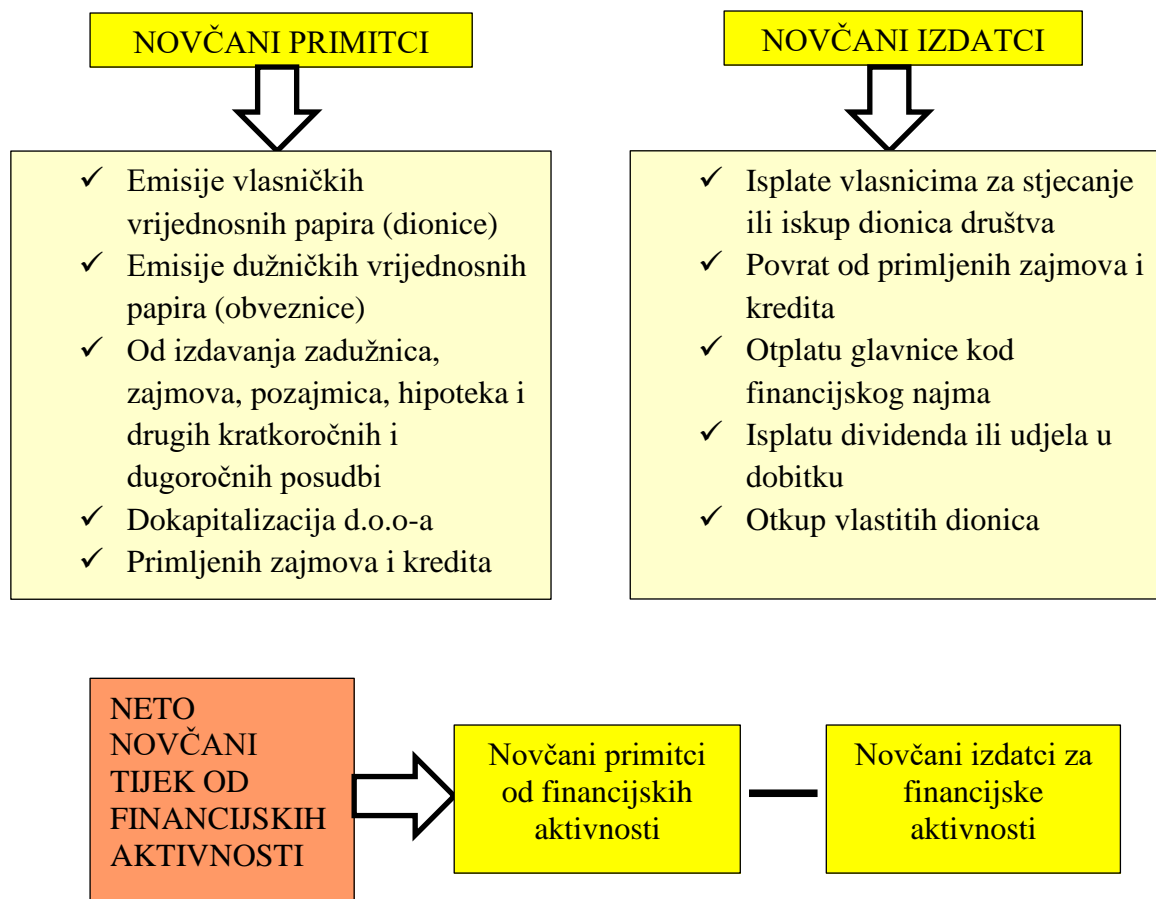 NOVČANI PRIMITCI
NOVČANI IZDATCI
✓ Emisije vlasničkih
vrijednosnih papira (dionice)
✓ Emisije dužničkih vrijednosnih
papira (obveznice)
✓ Od izdavanja zadužnica,
zajmova, pozajmica, hipoteka i
drugih kratkoročnih i
dugoročnih posudbi
✓ Dokapitalizacija d.o.o-a
✓ Primljenih zajmova i kredita
✓ Isplate vlasnicima za stjecanje
ili iskup dionica društva
✓ Povrat od primljenih zajmova i
kredita
✓ Otplatu glavnice kod
financijskog najma
✓ Isplatu dividenda ili udjela u
dobitku
✓ Otkup vlastitih dionica
NETO
NOVČANI
TIJEK OD
FINANCIJSKIH
AKTIVNOSTI
Novčani primitci
od financijskih
aktivnosti
Novčani izdatci za
financijske
aktivnosti